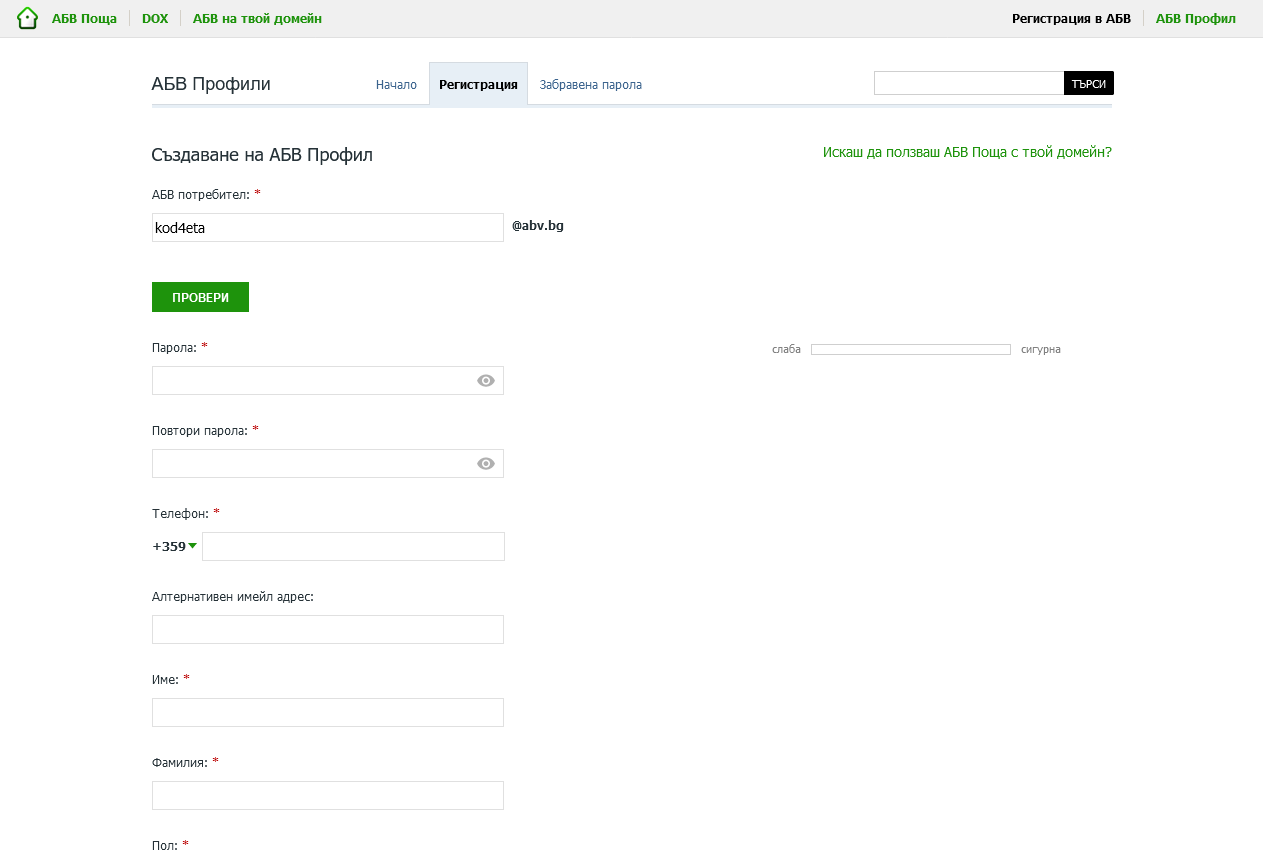 АБВ Поща DOX АБВ на твой домейн Регистрация в АБВ АБВ Профил
АБВ Профили Начало Регистрация Забравена парола ТЪРСИ
Създаване на АБВ Профил Искаш да ползваш АБВ Поща с твой домейн?
АБВ потребител: *
kod4eta @abv.bg
ПРОВЕРИ
Парола: * слаба сигурна
Повтори парола: *
Телефон: *
+359
Алтернативен имейл адрес:
Име: *
Фамилия: *
Пол: *